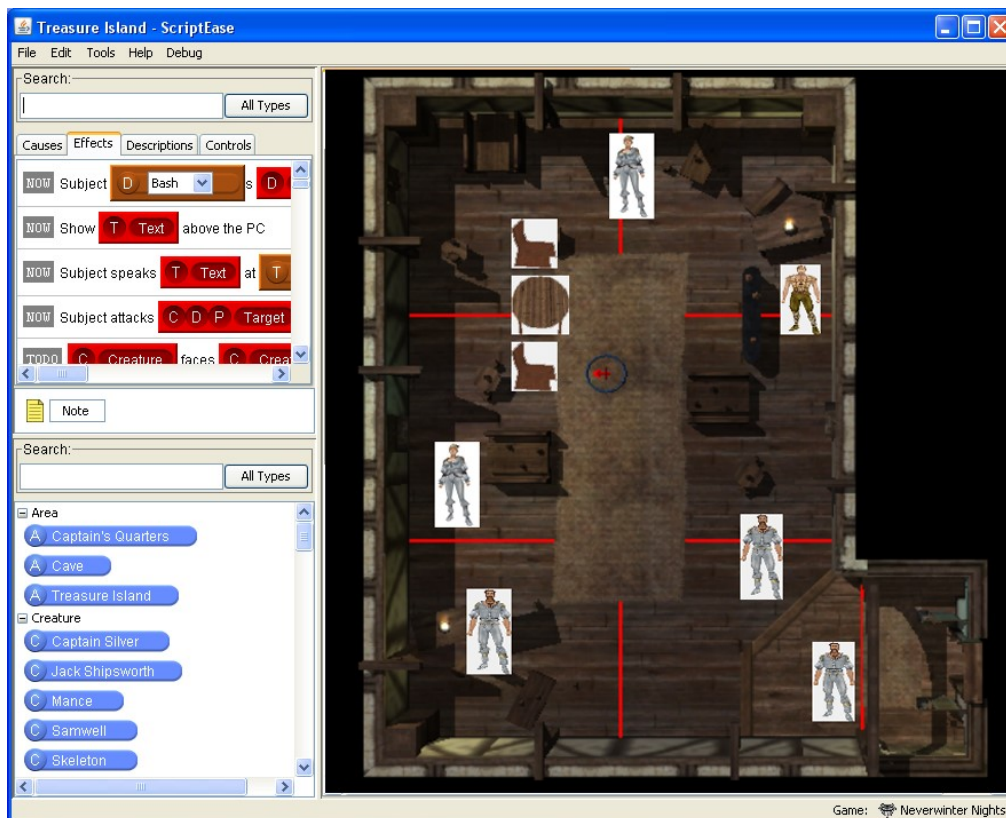 Treasure Island - ScriptEase
File Edit Tools Help Debug
Search:
All Types
Causes Effects Descriptions Controls
NOW Subject D Bash s D
NOW Show T Text above the PC
NOW Subject speaks T Text at T
NOW Subject attacks C D P Target
TODO C Creature faces C Crea
Note
Search:
All Types
Area
A Captain's Quarters
A Cave
A Treasure Island
Creature
C Captain Silver
C Jack Shipsworth
C Mance
C Samwell
C Skeleton
Game: Neverwinter Nights